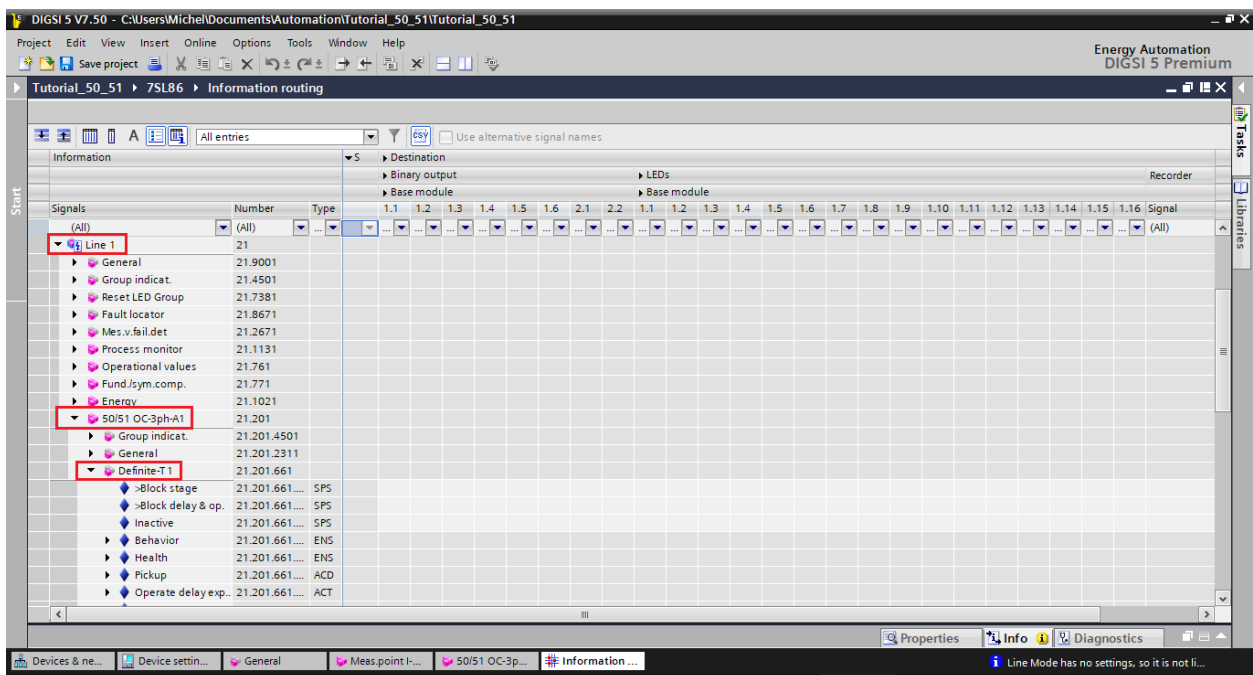 DIGSI 5 V7.50 - C:\Users\Michel\Documents\Automation\Tutorial_50_51\Tutorial_50_51
Project Edit View Insert Online Options Tools Window Help
Energy Automation
DIGSI 5 Premium
Save project
Tutorial_50_51 ▸ 7SL86 ▸ Information routing
Start
Tasks
Libraries
A All entries csv Use alternative signal names
Information S Destination
Binary output LEDs Recorder
Base module Base module
Signals Number Type 1.1 1.2 1.3 1.4 1.5 1.6 2.1 2.2 1.1 1.2 1.3 1.4 1.5 1.6 1.7 1.8 1.9 1.10 1.11 1.12 1.13 1.14 1.15 1.16 Signal
(All) (All) ... ... ... ... ... ... ... ... ... ... ... ... ... ... ... ... ... ... ... ... ... ... ... ... ... (All)
Line 1 21
General 21.9001
Group indicat. 21.4501
Reset LED Group 21.7381
Fault locator 21.8671
Mes.v.fail.det 21.2671
Process monitor 21.1131
Operational values 21.761
Fund./sym.comp. 21.771
Energy 21.1021
50/51 OC-3ph-A1 21.201
Group indicat. 21.201.4501
General 21.201.2311
Definite-T 1 21.201.661
>Block stage 21.201.661.... SPS
>Block delay & op. 21.201.661.... SPS
Inactive 21.201.661.... SPS
Behavior 21.201.661.... ENS
Health 21.201.661.... ENS
Pickup 21.201.661.... ACD
Operate delay exp.. 21.201.661.... ACT
Properties Info Diagnostics
Devices & ne... Device settin... General Meas.point I-... 50/51 OC-3p... Information ... Line Mode has no settings, so it is not li...